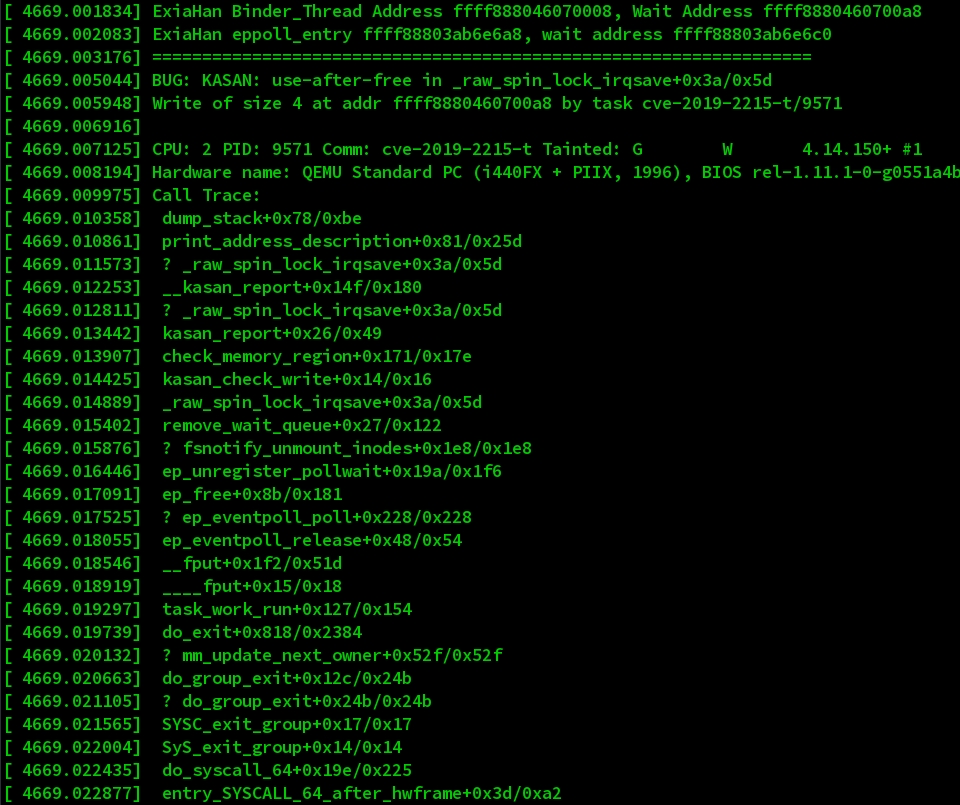 [ 4669.001834] ExiaHan Binder_Thread Address ffff888046070008, Wait Address ffff8880460700a8
[ 4669.002083] ExiaHan eppoll_entry ffff88803ab6e6a8, wait address ffff88803ab6e6c0
[ 4669.003176] ==================================================================
[ 4669.005044] BUG: KASAN: use-after-free in _raw_spin_lock_irqsave+0x3a/0x5d
[ 4669.005948] Write of size 4 at addr ffff8880460700a8 by task cve-2019-2215-t/9571
[ 4669.006916]
[ 4669.007125] CPU: 2 PID: 9571 Comm: cve-2019-2215-t Tainted: G        W       4.14.150+ #1
[ 4669.008194] Hardware name: QEMU Standard PC (i440FX + PIIX, 1996), BIOS rel-1.11.1-0-g0551a4b
[ 4669.009975] Call Trace:
[ 4669.010358]  dump_stack+0x78/0xbe
[ 4669.010861]  print_address_description+0x81/0x25d
[ 4669.011573]  ? _raw_spin_lock_irqsave+0x3a/0x5d
[ 4669.012253]  __kasan_report+0x14f/0x180
[ 4669.012811]  ? _raw_spin_lock_irqsave+0x3a/0x5d
[ 4669.013442]  kasan_report+0x26/0x49
[ 4669.013907]  check_memory_region+0x171/0x17e
[ 4669.014425]  kasan_check_write+0x14/0x16
[ 4669.014889]  _raw_spin_lock_irqsave+0x3a/0x5d
[ 4669.015402]  remove_wait_queue+0x27/0x122
[ 4669.015876]  ? fsnotify_unmount_inodes+0x1e8/0x1e8
[ 4669.016446]  ep_unregister_pollwait+0x19a/0x1f6
[ 4669.017091]  ep_free+0x8b/0x181
[ 4669.017525]  ? ep_eventpoll_poll+0x228/0x228
[ 4669.018055]  ep_eventpoll_release+0x48/0x54
[ 4669.018546]  __fput+0x1f2/0x51d
[ 4669.018919]  ____fput+0x15/0x18
[ 4669.019297]  task_work_run+0x127/0x154
[ 4669.019739]  do_exit+0x818/0x2384
[ 4669.020132]  ? mm_update_next_owner+0x52f/0x52f
[ 4669.020663]  do_group_exit+0x12c/0x24b
[ 4669.021105]  ? do_group_exit+0x24b/0x24b
[ 4669.021565]  SYSC_exit_group+0x17/0x17
[ 4669.022004]  SyS_exit_group+0x14/0x14
[ 4669.022435]  do_syscall_64+0x19e/0x225
[ 4669.022877]  entry_SYSCALL_64_after_hwframe+0x3d/0xa2